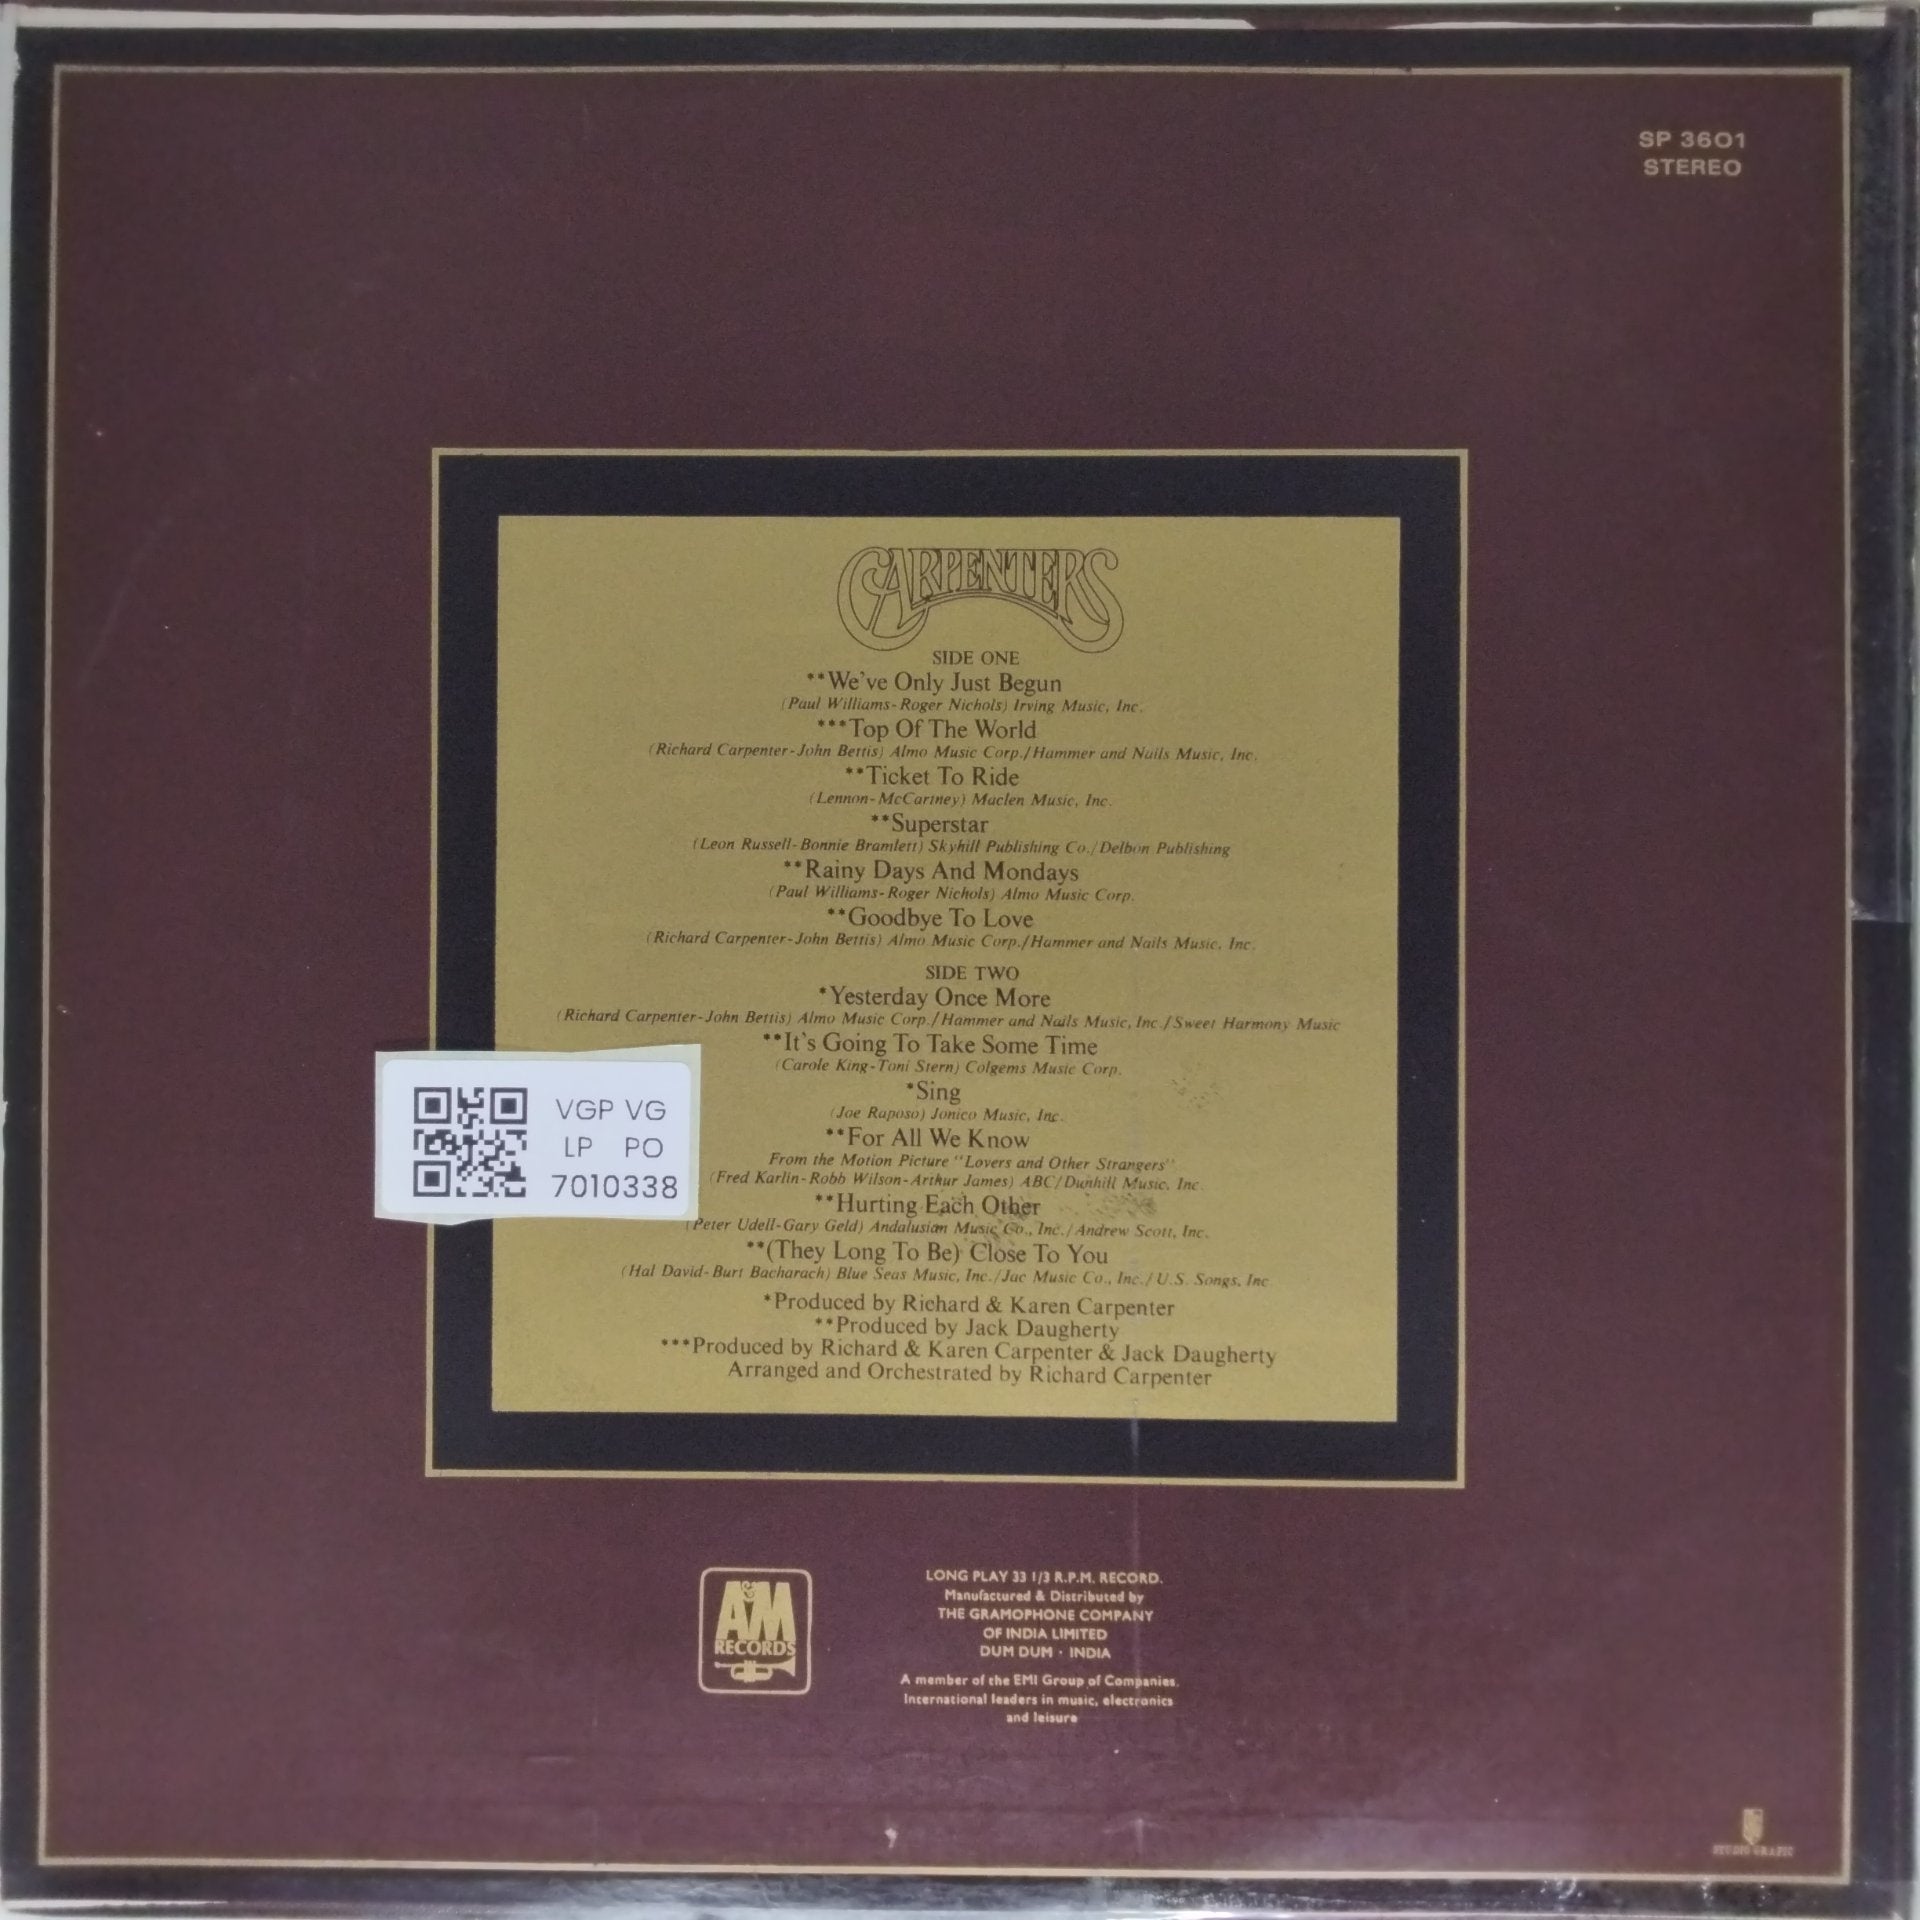 SP 3601
STEREO
CARPENTERS
SIDE ONE
**We've Only Just Begun
(Paul Williams-Roger Nichols) Irving Music, Inc.
***Top Of The World
(Richard Carpenter-John Bettis) Almo Music Corp./Hammer and Nails Music, Inc.
**Ticket To Ride
(Lennon-McCartney) Maclen Music, Inc.
**Superstar
(Leon Russell-Bonnie Bramlett) Skyhill Publishing Co./Delbon Publishing
**Rainy Days And Mondays
(Paul Williams-Roger Nichols) Almo Music Corp.
**Goodbye To Love
(Richard Carpenter-John Bettis) Almo Music Corp./Hammer and Nails Music, Inc.
SIDE TWO
*Yesterday Once More
(Richard Carpenter-John Bettis) Almo Music Corp./Hammer and Nails Music, Inc./Sweet Harmony Music
**It's Going To Take Some Time
(Carole King-Toni Stern) Colgems Music Corp.
*Sing
(Joe Raposo) Jonico Music, Inc.
**For All We Know
From the Motion Picture "Lovers and Other Strangers"
(Fred Karlin-Robb Wilson-Arthur James) ABC/Dunhill Music, Inc.
**Hurting Each Other
(Peter Udell-Gary Geld) Andalusian Music Co., Inc./Andrew Scott, Inc.
**(They Long To Be) Close To You
(Hal David-Burt Bacharach) Blue Seas Music, Inc./Jac Music Co., Inc./U.S. Songs, Inc
*Produced by Richard & Karen Carpenter
**Produced by Jack Daugherty
***Produced by Richard & Karen Carpenter & Jack Daugherty
Arranged and Orchestrated by Richard Carpenter
VGP VG
LP PO
7010338
A&M
RECORDS
LONG PLAY 33 1/3 R.P.M. RECORD.
Manufactured & Distributed by
THE GRAMOPHONE COMPANY
OF INDIA LIMITED
DUM DUM · INDIA
A member of the EMI Group of Companies.
International leaders in music, electronics
and leisure
STUDIO GRAFIC